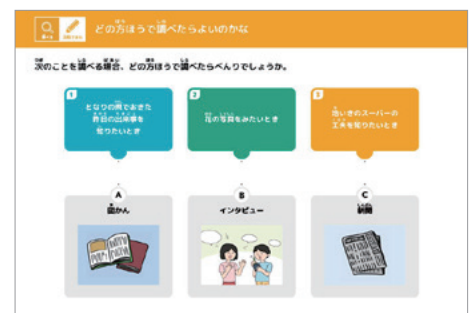 どの方ほうで調べたらよいのかな
次のことを調べる場合、どの方ほうで調べたらべんりでしょうか。
1
となりの県でおきた
昨日の出来事を
知りたいとき
2
花の写真をみたいとき
3
近いきのスーパーの
工夫を知りたいとき
A
図かん
B
インタビュー
C
新聞